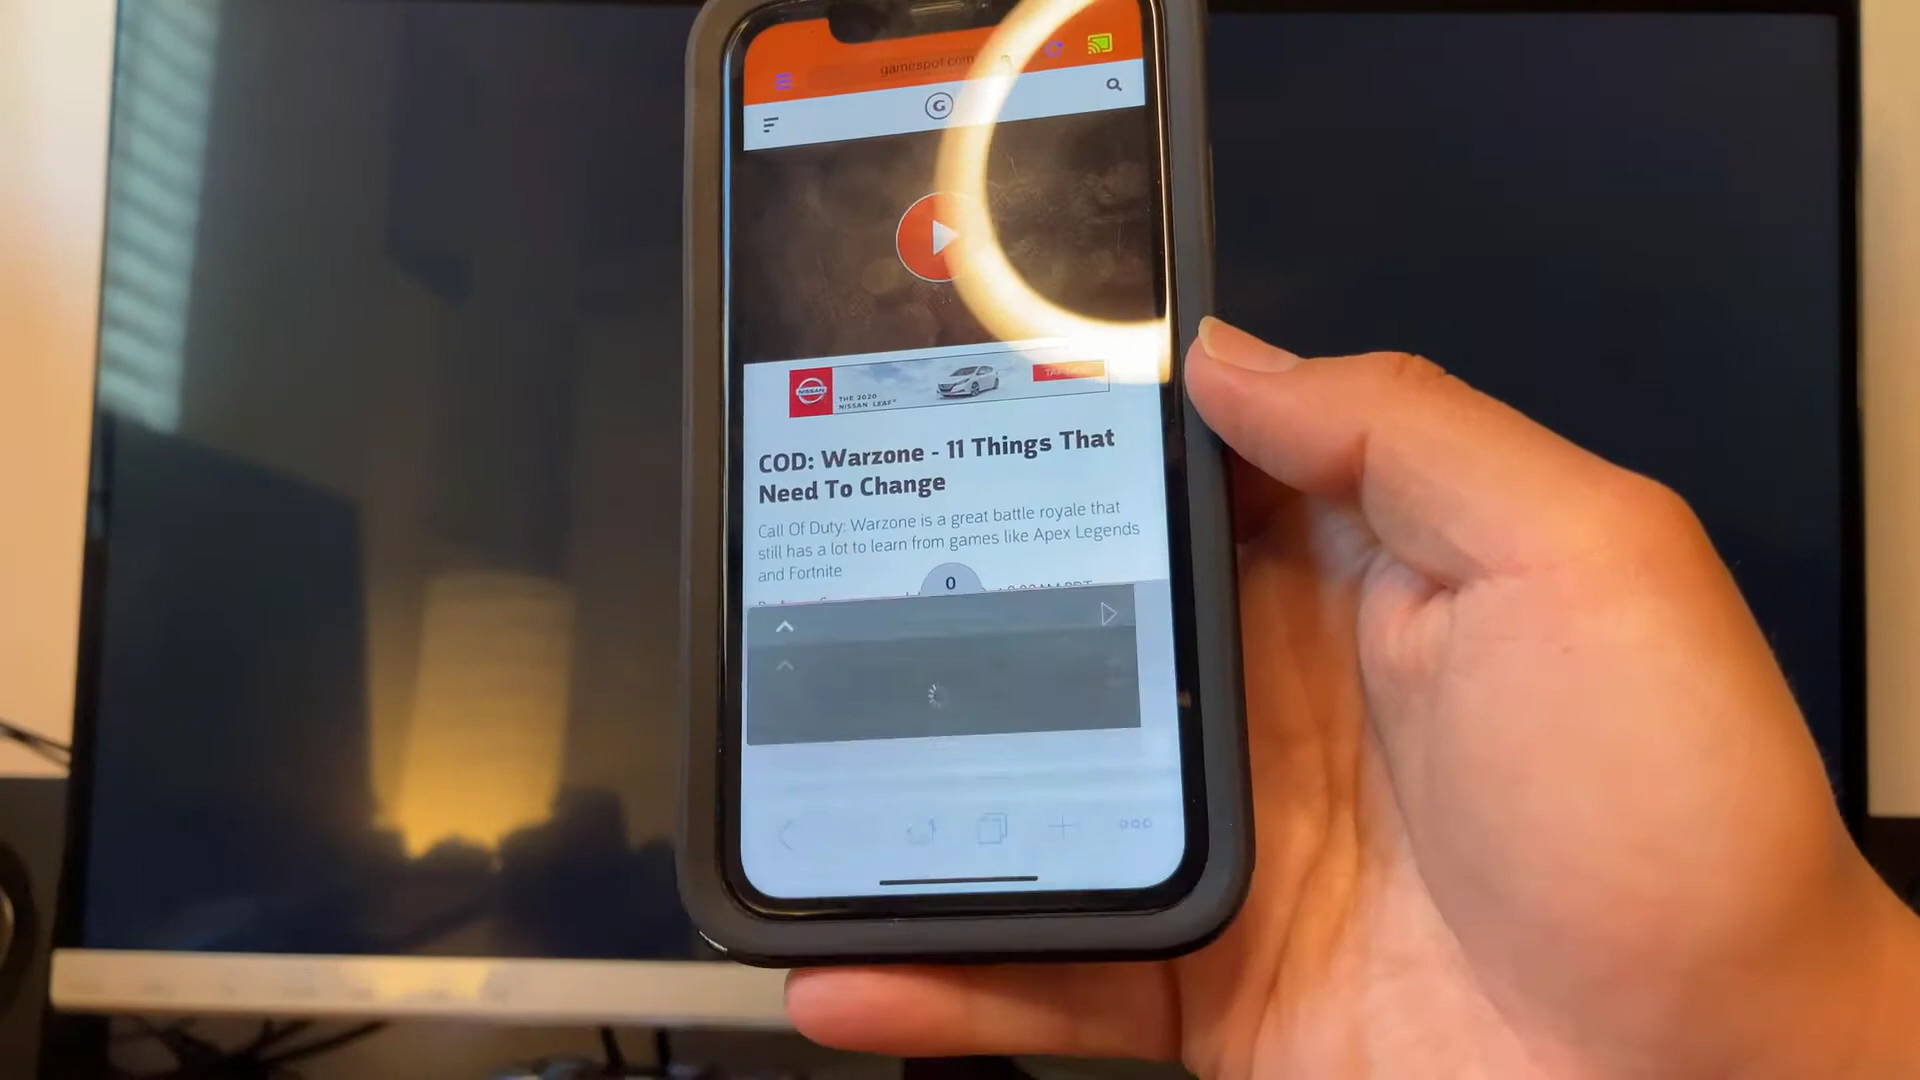 gamespot.com
G
NISSAN
THE 2020
NISSAN LEAF
COD: Warzone - 11 Things That
Need To Change
Call Of Duty: Warzone is a great battle royale that
still has a lot to learn from games like Apex Legends
and Fortnite
0